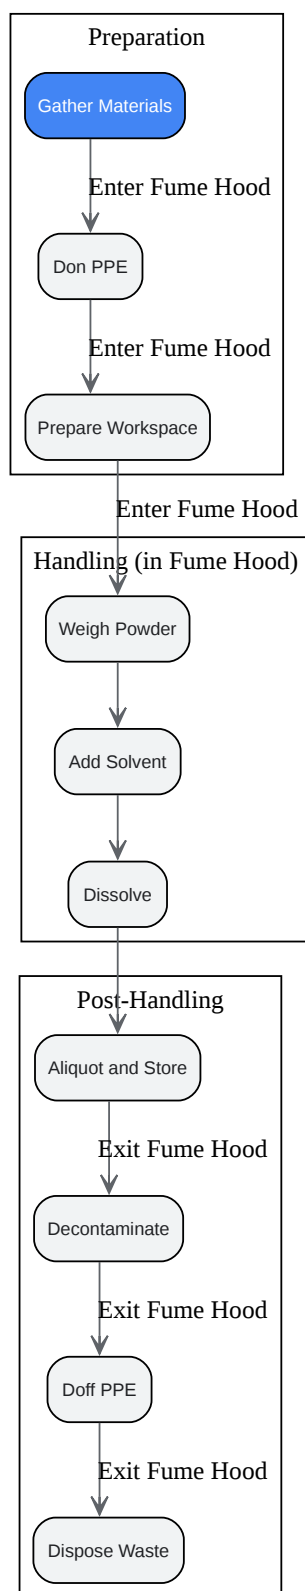 Preparation
Gather Materials
Enter Fume Hood
Don PPE
Enter Fume Hood
Prepare Workspace
Enter Fume Hood
Handling (in Fume Hood)
Weigh Powder
Add Solvent
Dissolve
Post-Handling
Aliquot and Store
Exit Fume Hood
Decontaminate
Exit Fume Hood
Doff PPE
Exit Fume Hood
Dispose Waste